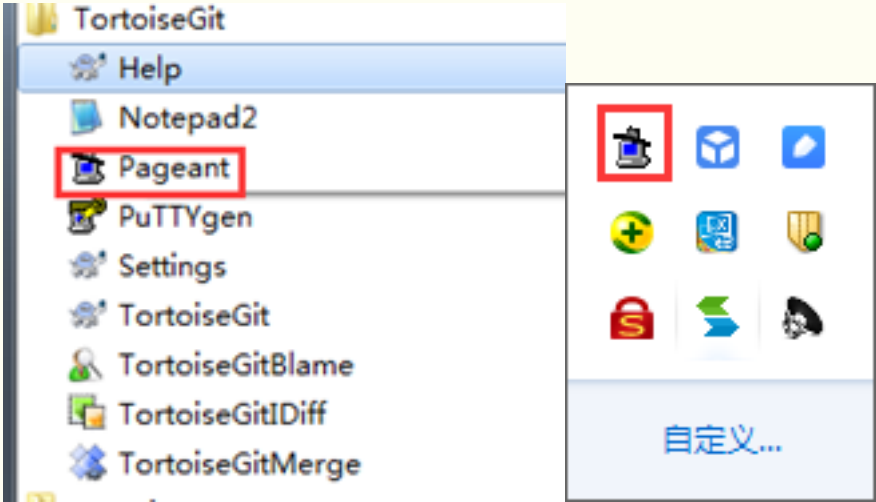 TortoiseGit
Help
Notepad2
Pageant
PuTTYgen
Settings
TortoiseGit
TortoiseGitBlame
TortoiseGitIDiff
TortoiseGitMerge
自定义...